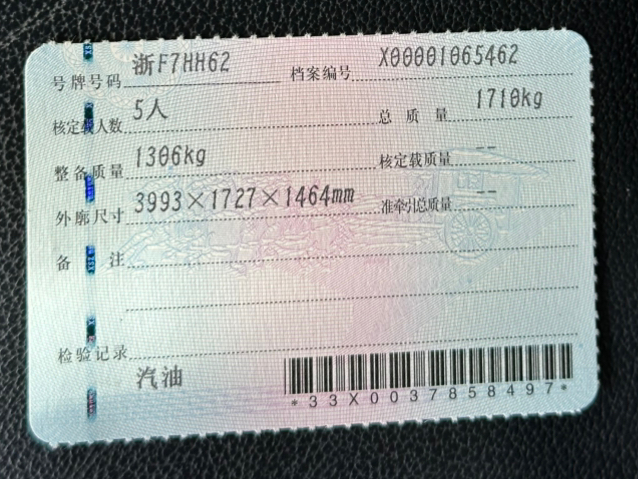 号牌号码 浙F7HH62 档案编号 X00001065462
核定载人数 5人 总质量 1710kg
整备质量 1306kg 核定载质量 --
外廓尺寸 3993×1727×1464mm 准牵引总质量 --
备注
检验记录
汽油
*33X0037858497*